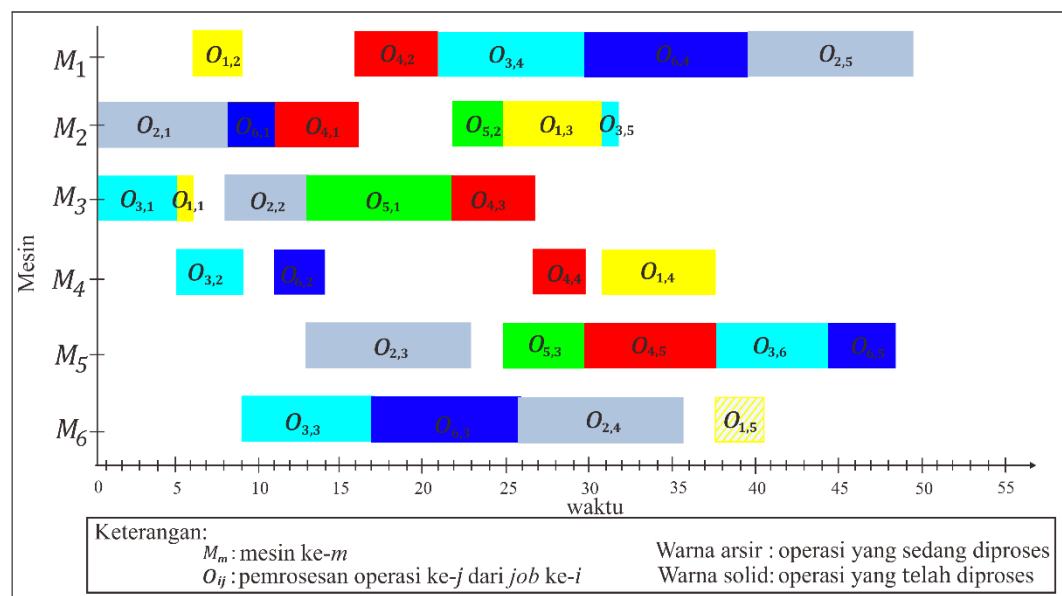 M1 O1,2 O4,2 O3,4 O6,4 O2,5
M2 O2,1 O6,1 O4,1 O5,2 O1,3 O3,5
M3 O3,1 O1,1 O2,2 O5,1 O4,3
M4 O3,2 O6,2 O4,4 O1,4
M5 O2,3 O5,3 O4,5 O3,6 O6,5
M6 O3,3 O6,3 O2,4 O1,5
Mesin
0 5 10 15 20 25 30 35 40 45 50 55
waktu
Keterangan:
Mm : mesin ke-m
Oij : pemrosesan operasi ke-j dari job ke-i
Warna arsir : operasi yang sedang diproses
Warna solid: operasi yang telah diproses